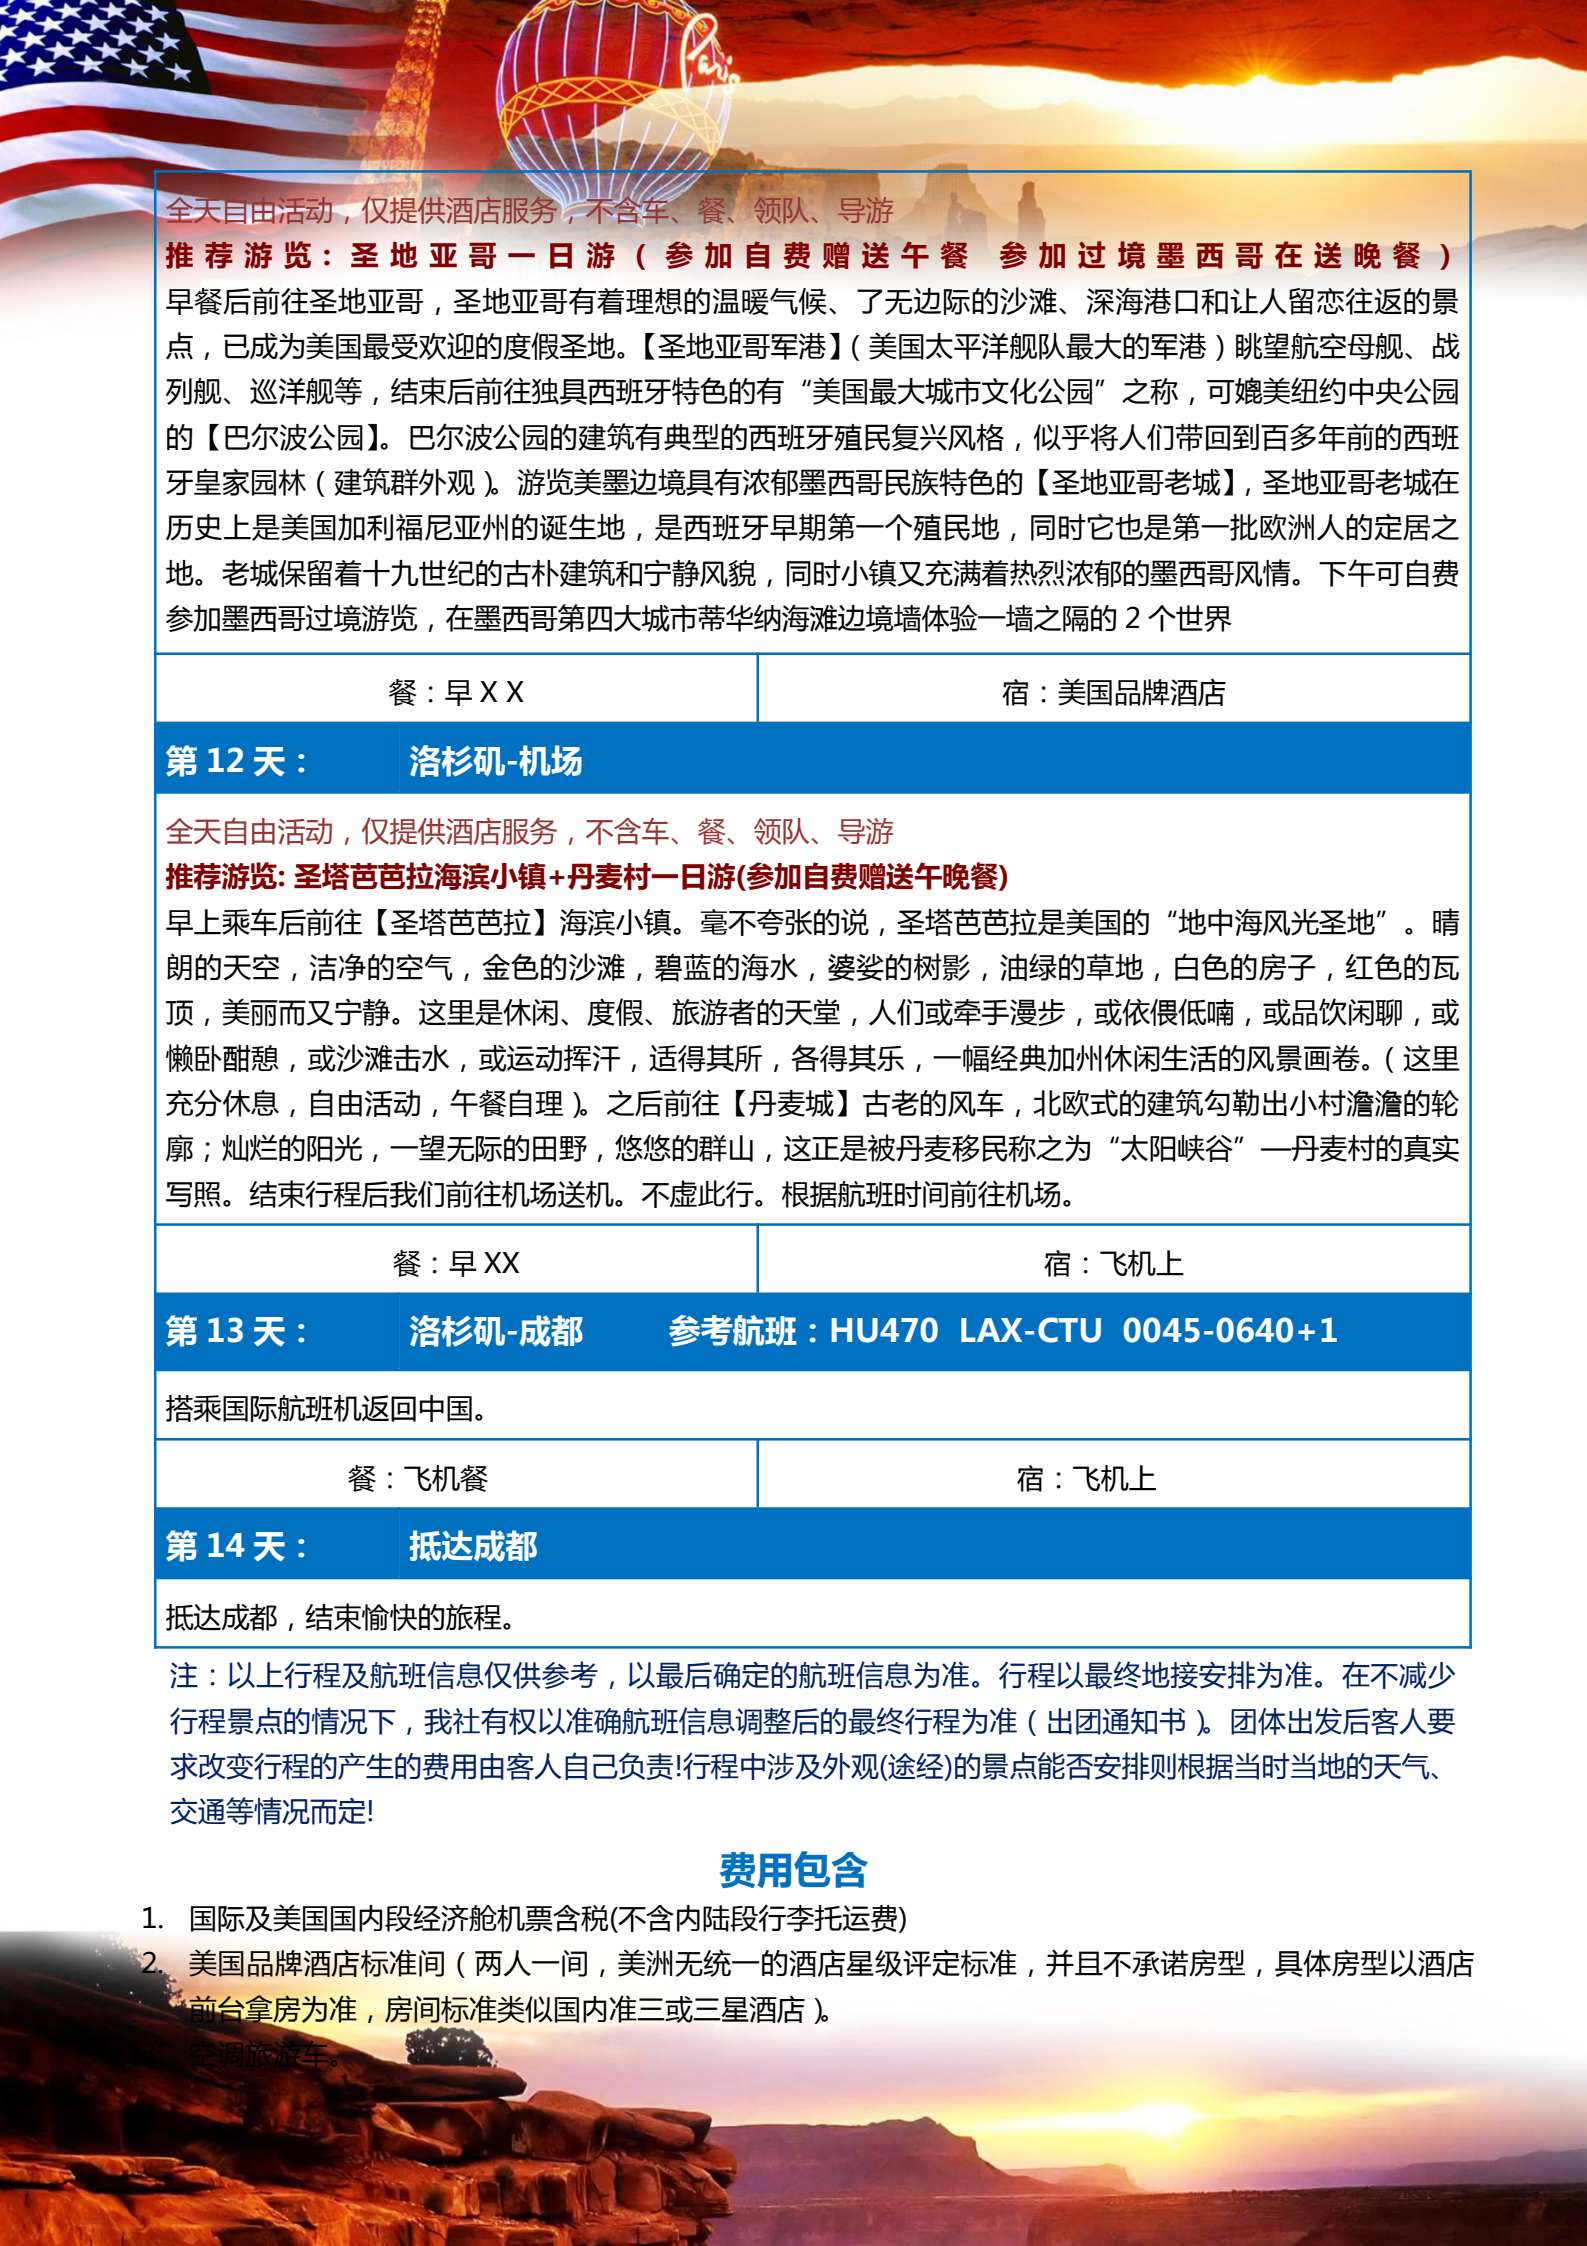 Paris
全天自由活动，仅提供酒店服务，不含车、餐、领队、导游
推荐游览：圣地亚哥一日游（参加自费赠送午餐 参加过境墨西哥在送晚餐）
早餐后前往圣地亚哥，圣地亚哥有着理想的温暖气候、了无边际的沙滩、深海港口和让人留恋往返的景
点，已成为美国最受欢迎的度假圣地。【圣地亚哥军港】（美国太平洋舰队最大的军港）眺望航空母舰、战
列舰、巡洋舰等，结束后前往独具西班牙特色的有“美国最大城市文化公园”之称，可媲美纽约中央公园
的【巴尔波公园】。巴尔波公园的建筑有典型的西班牙殖民复兴风格，似乎将人们带回到百多年前的西班
牙皇家园林（建筑群外观）。游览美墨边境具有浓郁墨西哥民族特色的【圣地亚哥老城】，圣地亚哥老城在
历史上是美国加利福尼亚州的诞生地，是西班牙早期第一个殖民地，同时它也是第一批欧洲人的定居之
地。老城保留着十九世纪的古朴建筑和宁静风貌，同时小镇又充满着热烈浓郁的墨西哥风情。下午可自费
参加墨西哥过境游览，在墨西哥第四大城市蒂华纳海滩边境墙体验一墙之隔的 2 个世界
餐：早 X X
宿：美国品牌酒店
第 12 天：
洛杉矶-机场
全天自由活动，仅提供酒店服务，不含车、餐、领队、导游
推荐游览: 圣塔芭芭拉海滨小镇+丹麦村一日游(参加自费赠送午晚餐)
早上乘车后前往【圣塔芭芭拉】海滨小镇。毫不夸张的说，圣塔芭芭拉是美国的“地中海风光圣地”。晴
朗的天空，洁净的空气，金色的沙滩，碧蓝的海水，婆娑的树影，油绿的草地，白色的房子，红色的瓦
顶，美丽而又宁静。这里是休闲、度假、旅游者的天堂，人们或牵手漫步，或依偎低喃，或品饮闲聊，或
懒卧酣憩，或沙滩击水，或运动挥汗，适得其所，各得其乐，一幅经典加州休闲生活的风景画卷。（这里
充分休息，自由活动，午餐自理）。之后前往【丹麦城】古老的风车，北欧式的建筑勾勒出小村澹澹的轮
廓；灿烂的阳光，一望无际的田野，悠悠的群山，这正是被丹麦移民称之为“太阳峡谷”—丹麦村的真实
写照。结束行程后我们前往机场送机。不虚此行。根据航班时间前往机场。
餐：早 XX
宿：飞机上
第 13 天：
洛杉矶-成都 参考航班：HU470 LAX-CTU 0045-0640+1
搭乘国际航班机返回中国。
餐：飞机餐
宿：飞机上
第 14 天：
抵达成都
抵达成都，结束愉快的旅程。
注：以上行程及航班信息仅供参考，以最后确定的航班信息为准。行程以最终地接安排为准。在不减少
行程景点的情况下，我社有权以准确航班信息调整后的最终行程为准（出团通知书）。团体出发后客人要
求改变行程的产生的费用由客人自己负责!行程中涉及外观(途经)的景点能否安排则根据当时当地的天气、
交通等情况而定!
费用包含
1. 国际及美国国内段经济舱机票含税(不含内陆段行李托运费)
2. 美国品牌酒店标准间（两人一间，美洲无统一的酒店星级评定标准，并且不承诺房型，具体房型以酒店
前台拿房为准，房间标准类似国内准三或三星酒店）。
3. 空调旅游车。